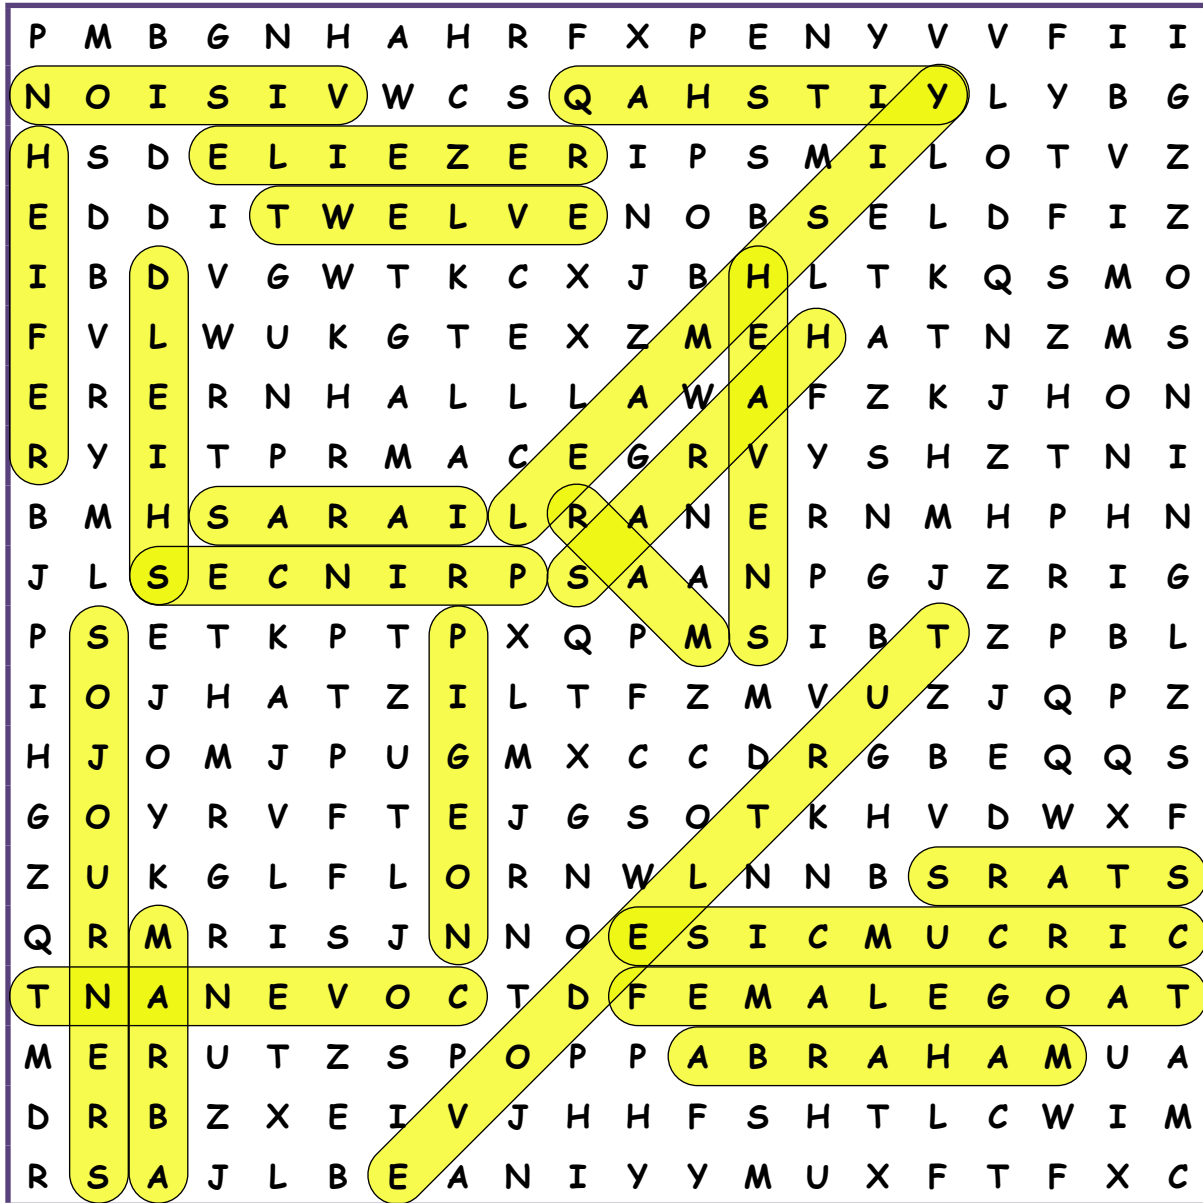 P M B G N H A H R F X P E N Y V V F I I
N O I S I V W C S Q A H S T I Y L Y B G
H S D E L I E Z E R I P S M I L O T V Z
E D D I T W E L V E N O B S E L D F I Z
I B D V G W T K C X J B H L T K Q S M O
F V L W U K G T E X Z M E H A T N Z M S
E R E R N H A L L L A W A F Z K J H O N
R Y I T P R M A C E G R V Y S H Z T N I
B M H S A R A I L R A N E R N M H P H N
J L S E C N I R P S A A N P G J Z R I G
P S E T K P T P X Q P M S I B T Z P B L
I O J H A T Z I L T F Z M V U Z J Q P Z
H J O M J P U G M X C C D R G B E Q Q S
G O Y R V F T E J G S O T K H V D W X F
Z U K G L F L O R N W L N N B S R A T S
Q R M R I S J N N O E S I C M U C R I C
T N A N E V O C T D F E M A L E G O A T
M E R U T Z S P O P P A B R A H A M U A
D R B Z X E I V J H H F S H T L C W I M
R S A J L B E A N I Y Y M U X F T F X C